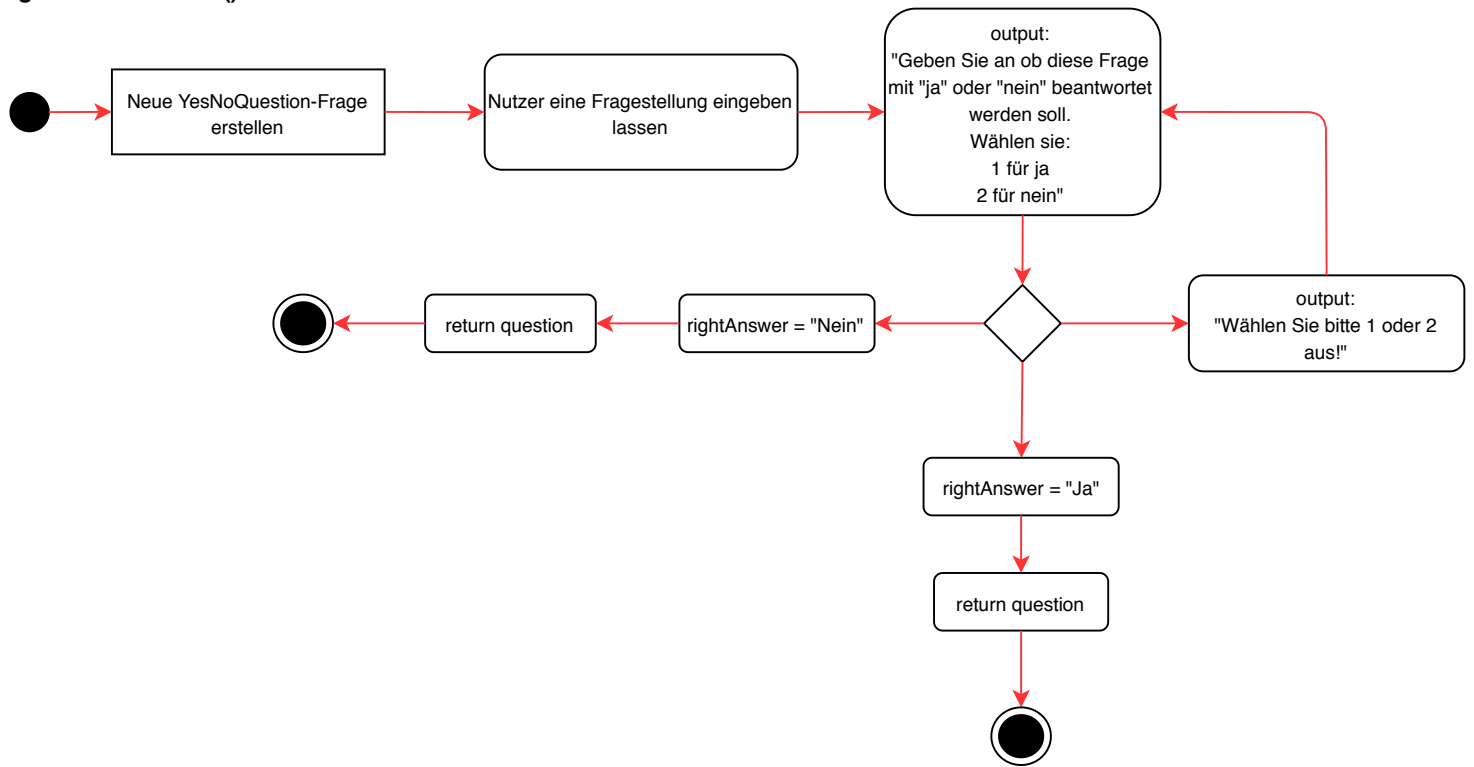 Neue YesNoQuestion-Frage
erstellen
Nutzer eine Fragestellung eingeben
lassen
output:
"Geben Sie an ob diese Frage
mit "ja" oder "nein" beantwortet
werden soll.
Wählen sie:
1 für ja
2 für nein"
return question
rightAnswer = "Nein"
output:
"Wählen Sie bitte 1 oder 2
aus!"
rightAnswer = "Ja"
return question